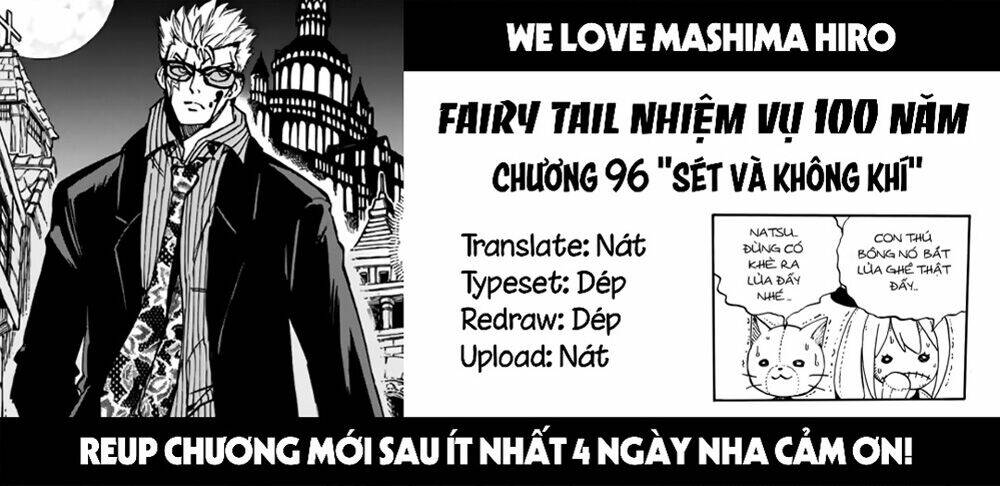 WE LOVE MASHIMA HIRO
FAIRY TAIL NHIỆM VỤ 100 NĂM
CHƯƠNG 96 "SÉT VÀ KHÔNG KHÍ"
Translate: Nát
Typeset: Dép
Redraw: Dép
Upload: Nát
NATSU..
ĐỪNG CÓ
KHÈ RA
LỬA ĐẤY
NHÉ..
CON THÚ
BÔNG NÓ BẮT
LỬA GHÊ THẬT
ĐẤY..
REUP CHƯƠNG MỚI SAU ÍT NHẤT 4 NGÀY NHA CẢM ƠN!